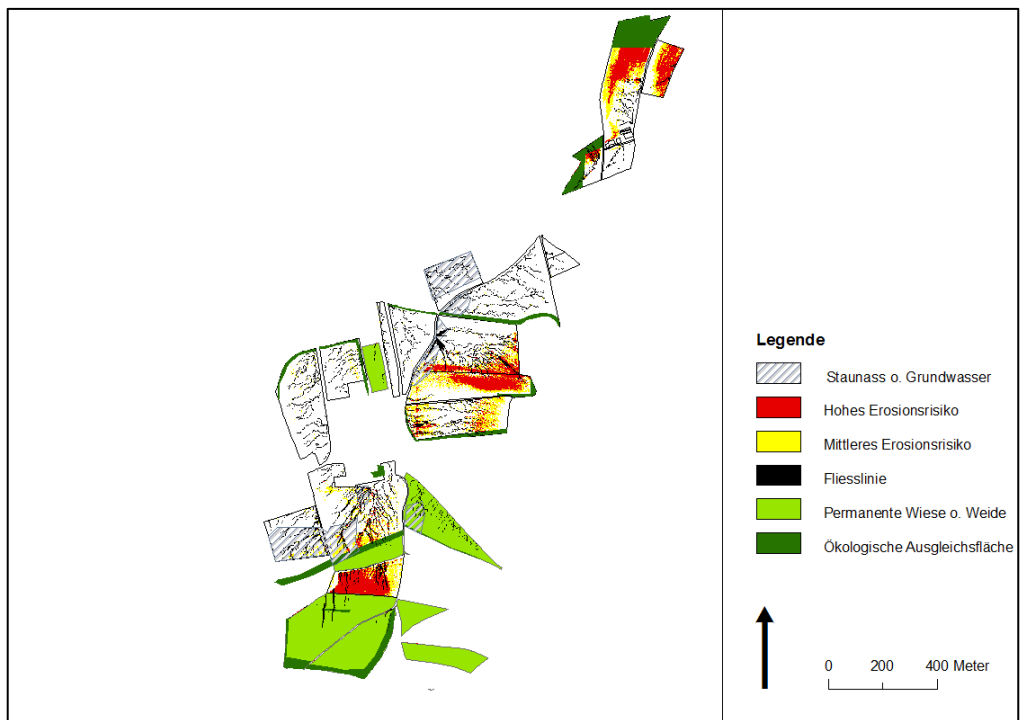 Legende
Staunass o. Grundwasser
Hohes Erosionsrisiko
Mittleres Erosionsrisiko
Fliesslinie
Permanente Wiese o. Weide
Ökologische Ausgleichsfläche
0 200 400 Meter